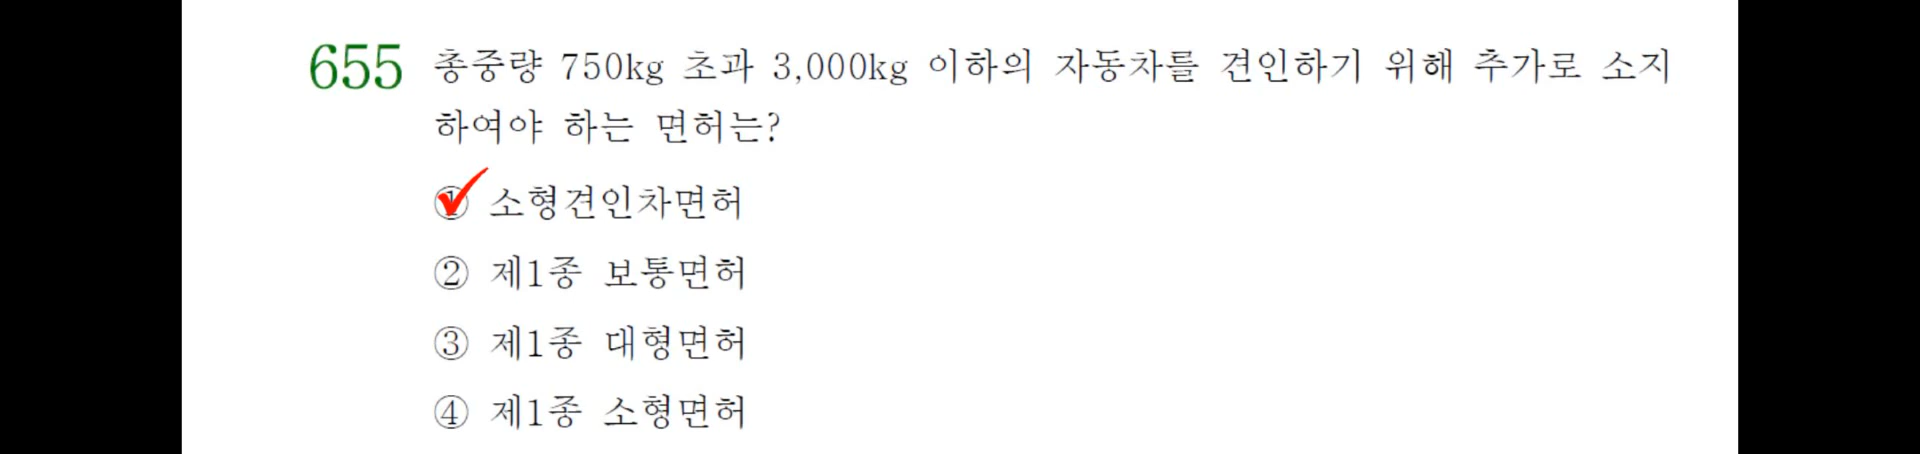 655 총중량 750kg 초과 3,000kg 이하의 자동차를 견인하기 위해 추가로 소지
하여야 하는 면허는?
① 소형견인차면허
② 제1종 보통면허
③ 제1종 대형면허
④ 제1종 소형면허